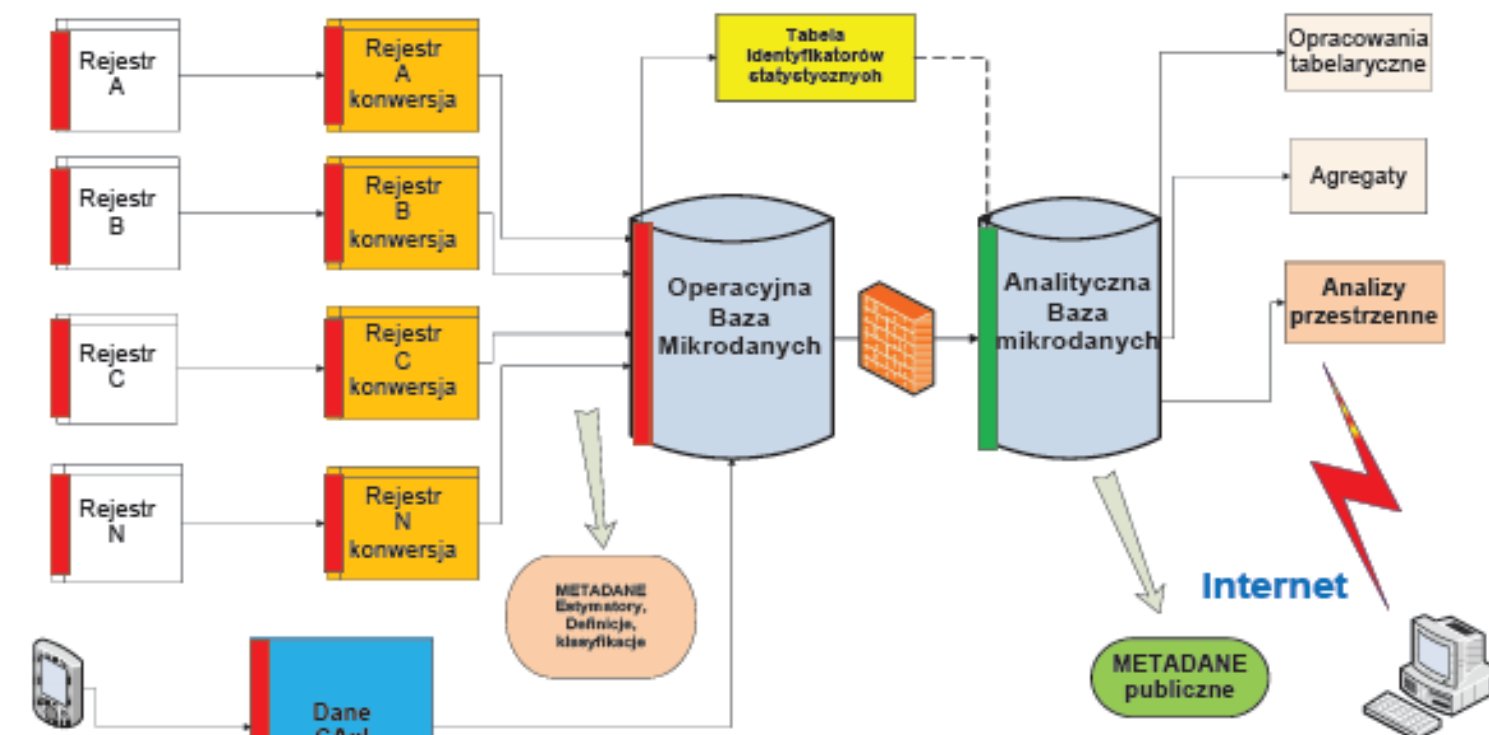 Rejestr
A
Rejestr
A
konwersja
Tabela
identyfikatorów
statystycznych
Opracowania
tabelaryczne
Rejestr
B
Rejestr
B
konwersja
Agregaty
Operacyjna
Baza
Mikrodanych
Analityczna
Baza
mikrodanych
Analizy
przestrzenne
Rejestr
C
Rejestr
C
konwersja
Rejestr
N
Rejestr
N
konwersja
METADANE
Estymatory,
Definicje,
klasyfikacje
Internet
METADANE
publiczne
Dane